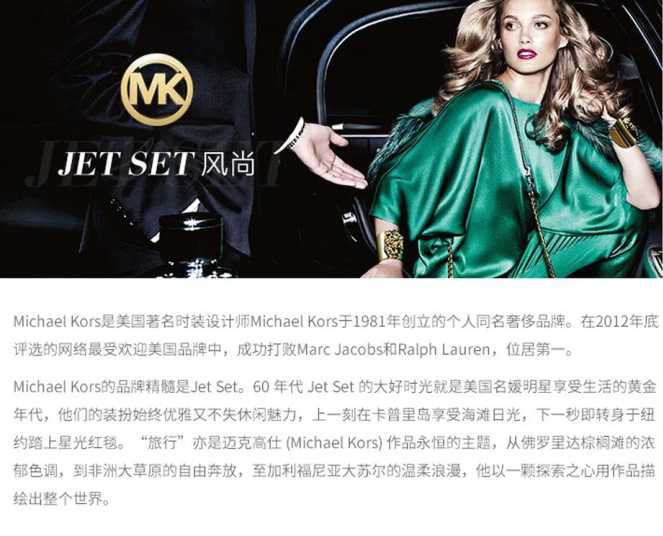 MK
JET SET 风尚
Michael Kors是美国著名时装设计师Michael Kors于1981年创立的个人同名奢侈品牌。在2012年底
评选的网络最受欢迎美国品牌中，成功打败Marc Jacobs和Ralph Lauren，位居第一。
Michael Kors的品牌精髓是Jet Set。60 年代 Jet Set 的大好时光就是美国名媛明星享受生活的黄金
年代，他们的装扮始终优雅又不失休闲魅力，上一刻在卡普里岛享受海滩日光，下一秒即转身于纽
约踏上星光红毯。“旅行”亦是迈克高仕 (Michael Kors) 作品永恒的主题，从佛罗里达棕榈滩的浓
郁色调，到非洲大草原的自由奔放，至加利福尼亚大苏尔的温柔浪漫，他以一颗探索之心用作品描
绘出整个世界。